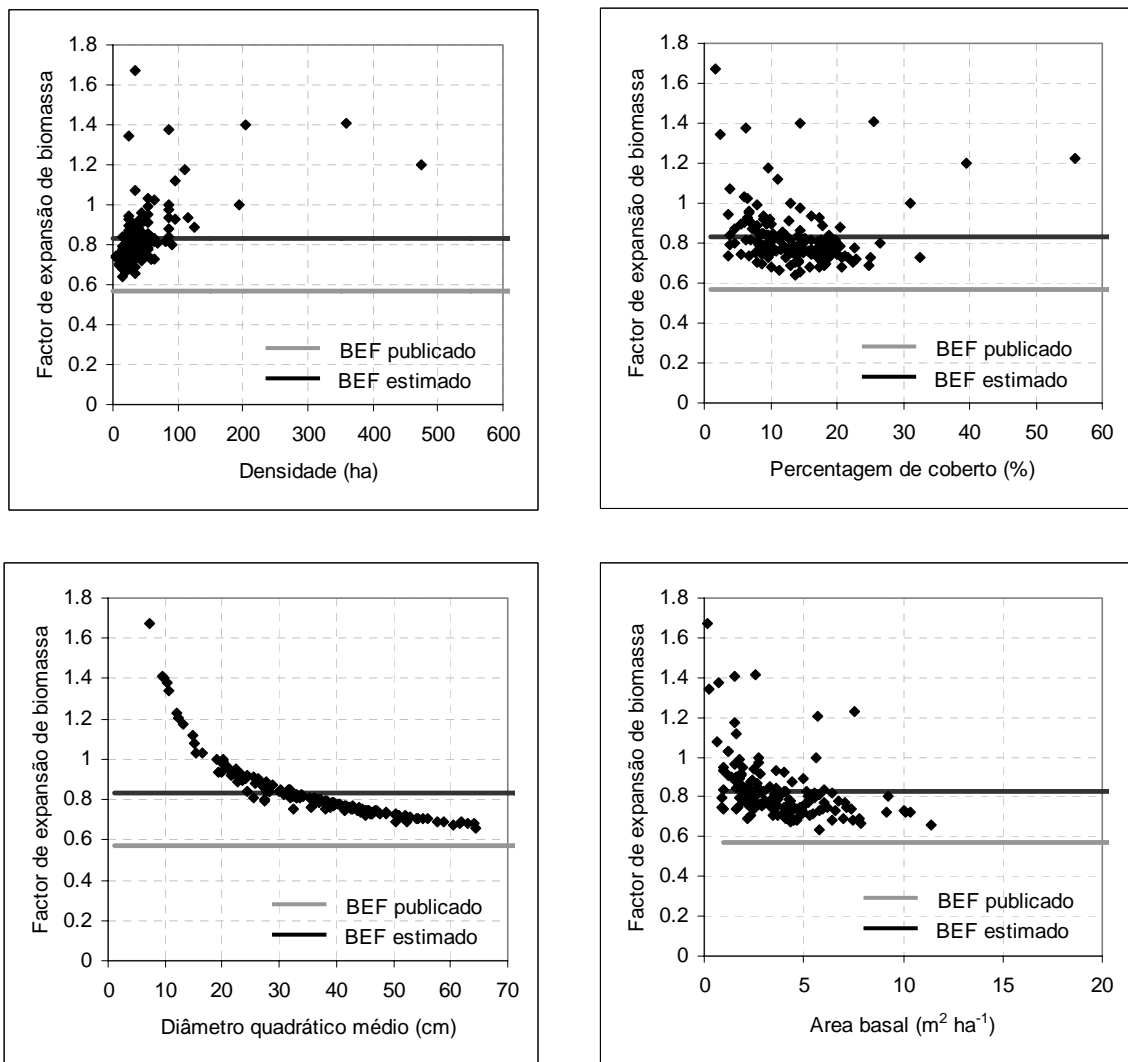 Factor de expansão de biomassa
1.8
1.6
1.4
1.2
1
0.8
0.6
0.4
0.2
0
BEF publicado
BEF estimado
0 100 200 300 400 500 600
Densidade (ha)
Factor de expansão de biomassa
1.8
1.6
1.4
1.2
1
0.8
0.6
0.4
0.2
0
BEF publicado
BEF estimado
0 10 20 30 40 50 60
Percentagem de coberto (%)
Factor de expansão de biomassa
1.8
1.6
1.4
1.2
1
0.8
0.6
0.4
0.2
0
BEF publicado
BEF estimado
0 10 20 30 40 50 60 70
Diâmetro quadrático médio (cm)
Factor de expansão de biomassa
1.8
1.6
1.4
1.2
1
0.8
0.6
0.4
0.2
0
BEF publicado
BEF estimado
0 5 10 15 20
Area basal (m² ha⁻¹)